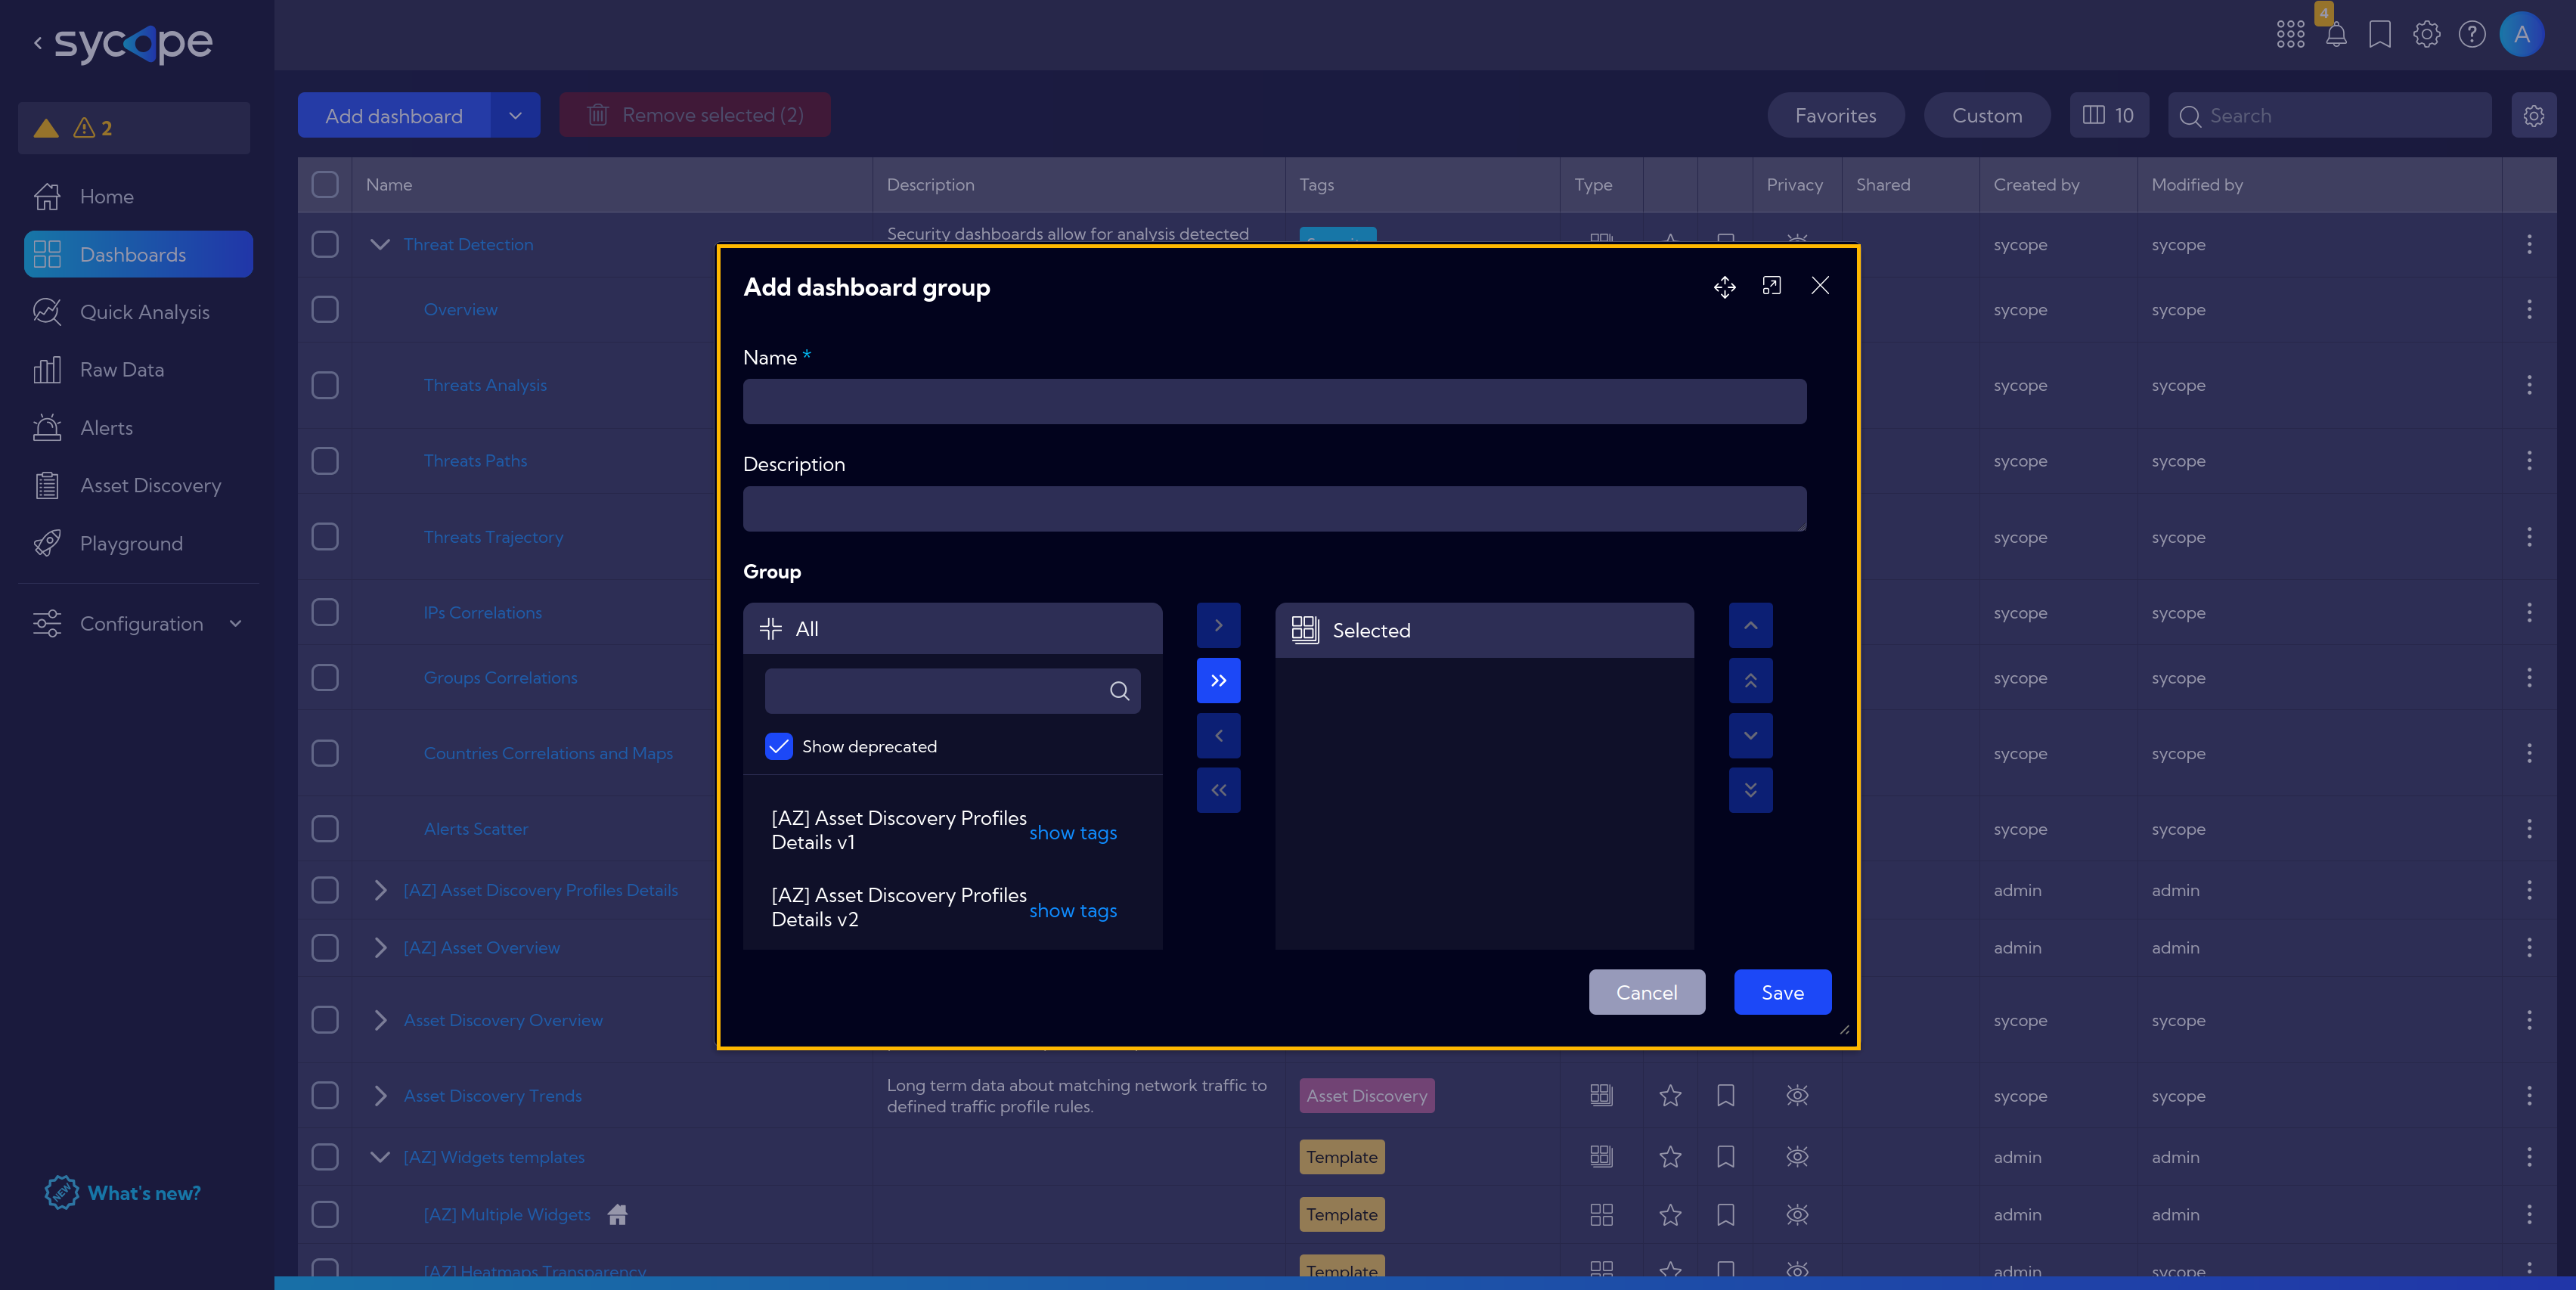 sycope
4
A
2
Home
Dashboards
Quick Analysis
Raw Data
Alerts
Asset Discovery
Playground
Configuration
NEW
What's new?
Add dashboard
Remove selected (2)
Favorites
Custom
10
Search
Name
Description
Tags
Type
Privacy
Shared
Created by
Modified by
Threat Detection
Security dashboards allow for analysis detected
sycope
sycope
Overview
sycope
sycope
Threats Analysis
sycope
sycope
Threats Paths
sycope
sycope
Threats Trajectory
sycope
sycope
IPs Correlations
sycope
sycope
Groups Correlations
sycope
sycope
Countries Correlations and Maps
sycope
sycope
Alerts Scatter
sycope
sycope
[AZ] Asset Discovery Profiles Details
admin
admin
[AZ] Asset Overview
admin
admin
Asset Discovery Overview
sycope
sycope
Asset Discovery Trends
Long term data about matching network traffic to
defined traffic profile rules.
Asset Discovery
sycope
sycope
[AZ] Widgets templates
Template
admin
admin
[AZ] Multiple Widgets
Template
admin
admin
[AZ] Heatmaps Transparency
Template
admin
sycope
Add dashboard group
Name *
Description
Group
All
Show deprecated
[AZ] Asset Discovery Profiles
Details v1
show tags
[AZ] Asset Discovery Profiles
Details v2
show tags
Selected
Cancel
Save